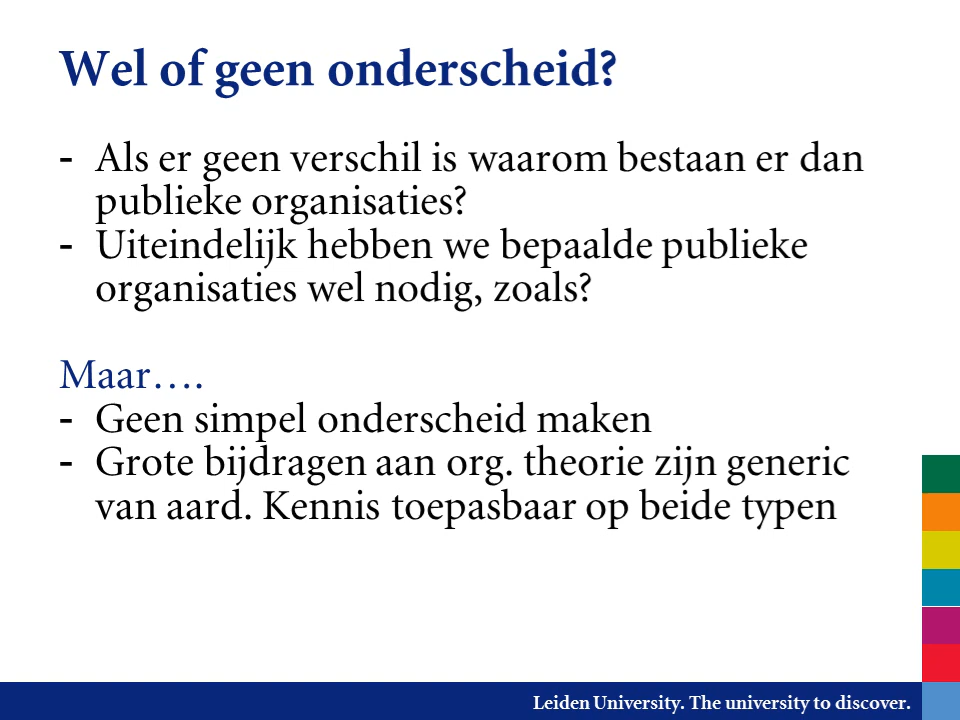 Wel of geen onderscheid?
- Als er geen verschil is waarom bestaan er dan
publieke organisaties?
- Uiteindelijk hebben we bepaalde publieke
organisaties wel nodig, zoals?
Maar….
- Geen simpel onderscheid maken
- Grote bijdragen aan org. theorie zijn generic
van aard. Kennis toepasbaar op beide typen
Leiden University. The university to discover.